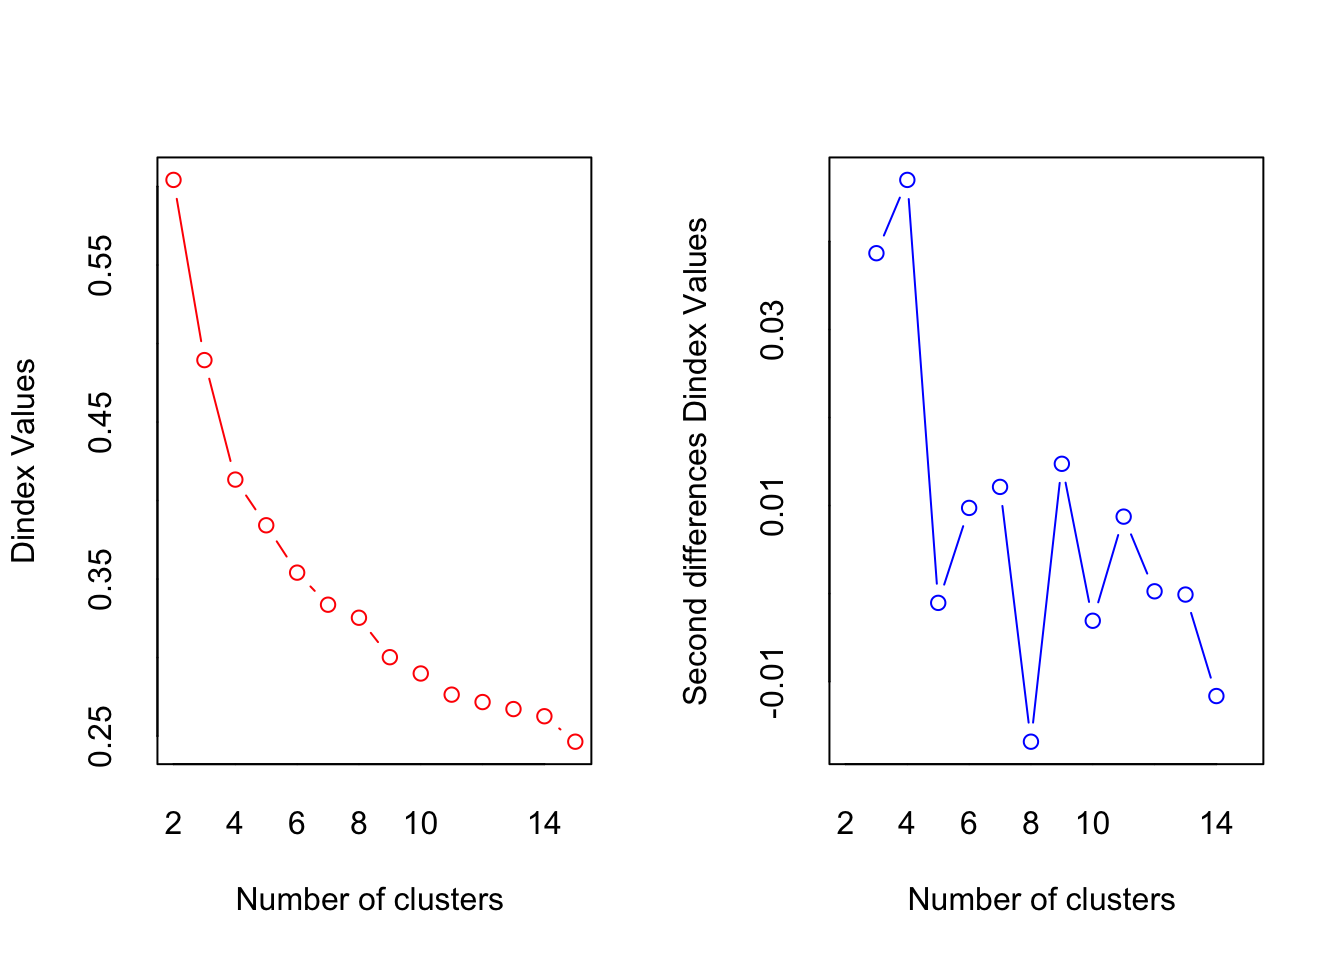 Dindex Values
0.55
0.45
0.35
0.25
2 4 6 8 10 14
Number of clusters
Second differences Dindex Values
0.03
0.01
-0.01
2 4 6 8 10 14
Number of clusters